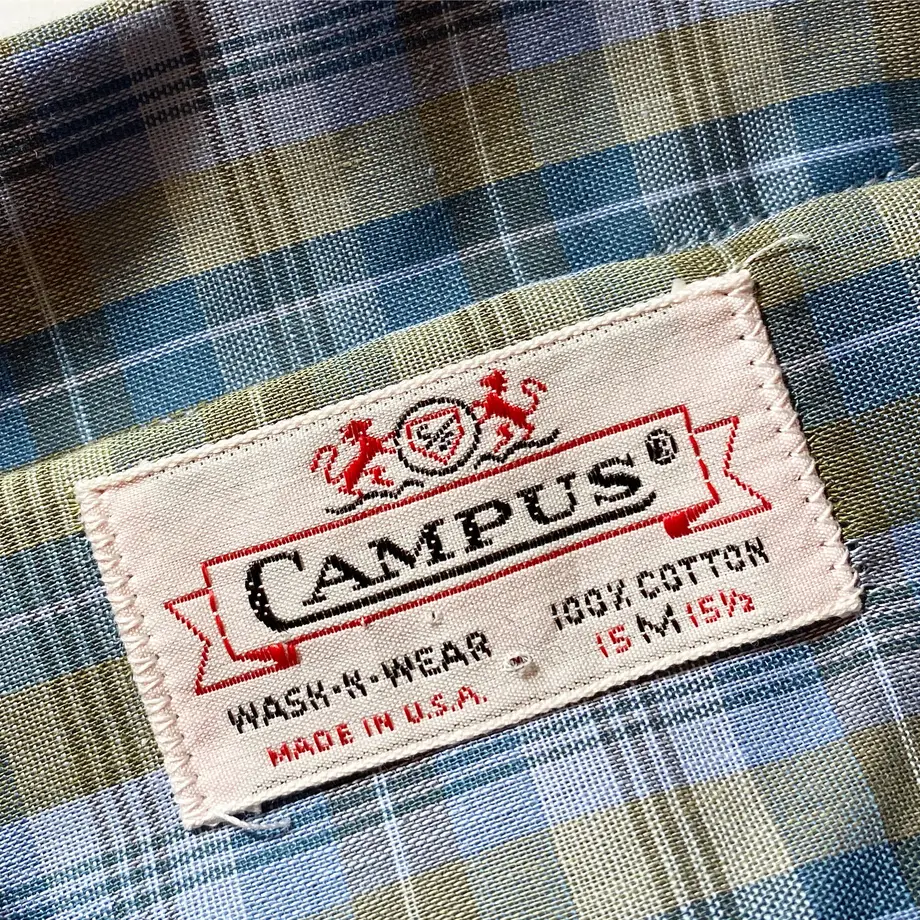 CAMPUS®
WASH-N-WEAR
MADE IN U.S.A.
100% COTTON
15 M 15½